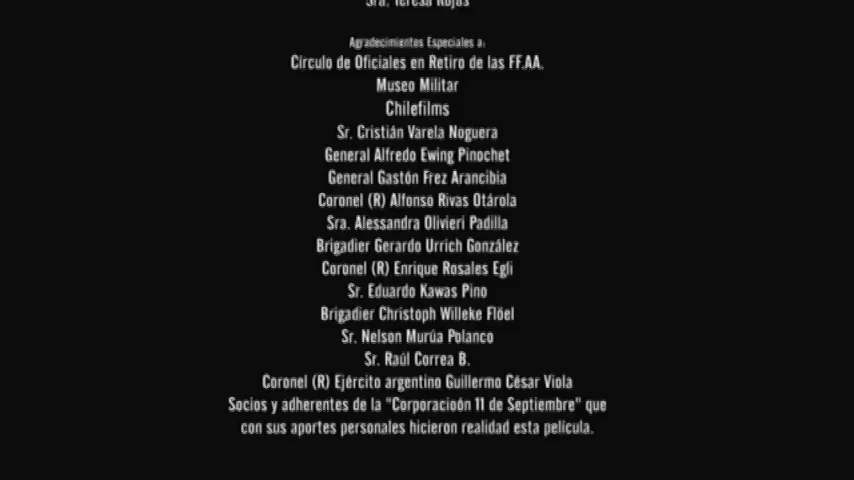 Sra. Teresa Rojas
Agradecimientos Especiales a:
Círculo de Oficiales en Retiro de las FF.AA.
Museo Militar
Chilefilms
Sr. Cristián Varela Noguera
General Alfredo Ewing Pinochet
General Gastón Frez Arancibia
Coronel (R) Alfonso Rivas Otárola
Sra. Alessandra Olivieri Padilla
Brigadier Gerardo Urrich González
Coronel (R) Enrique Rosales Egli
Sr. Eduardo Kawas Pino
Brigadier Christoph Willeke Flöel
Sr. Nelson Murúa Polanco
Sr. Raúl Correa B.
Coronel (R) Ejército argentino Guillermo César Viola
Socios y adherentes de la "Corporacioón 11 de Septiembre" que
con sus aportes personales hicieron realidad esta película.